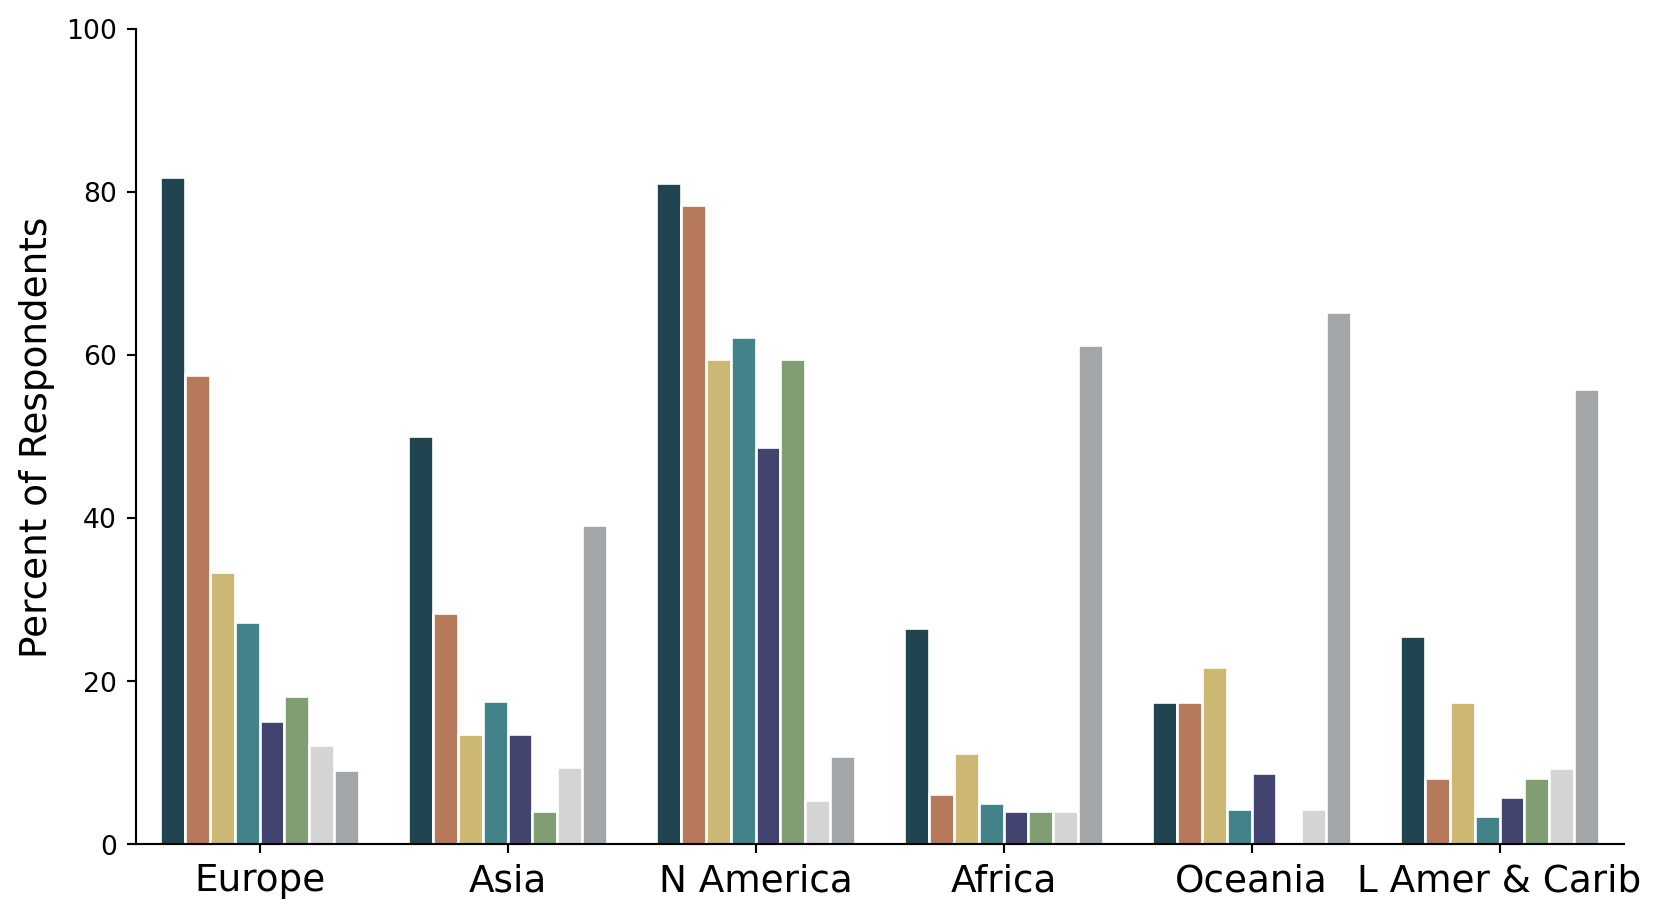 Percent of Respondents
100
80
60
40
20
0
Europe
Asia
N America
Africa
Oceania
L Amer & Carib